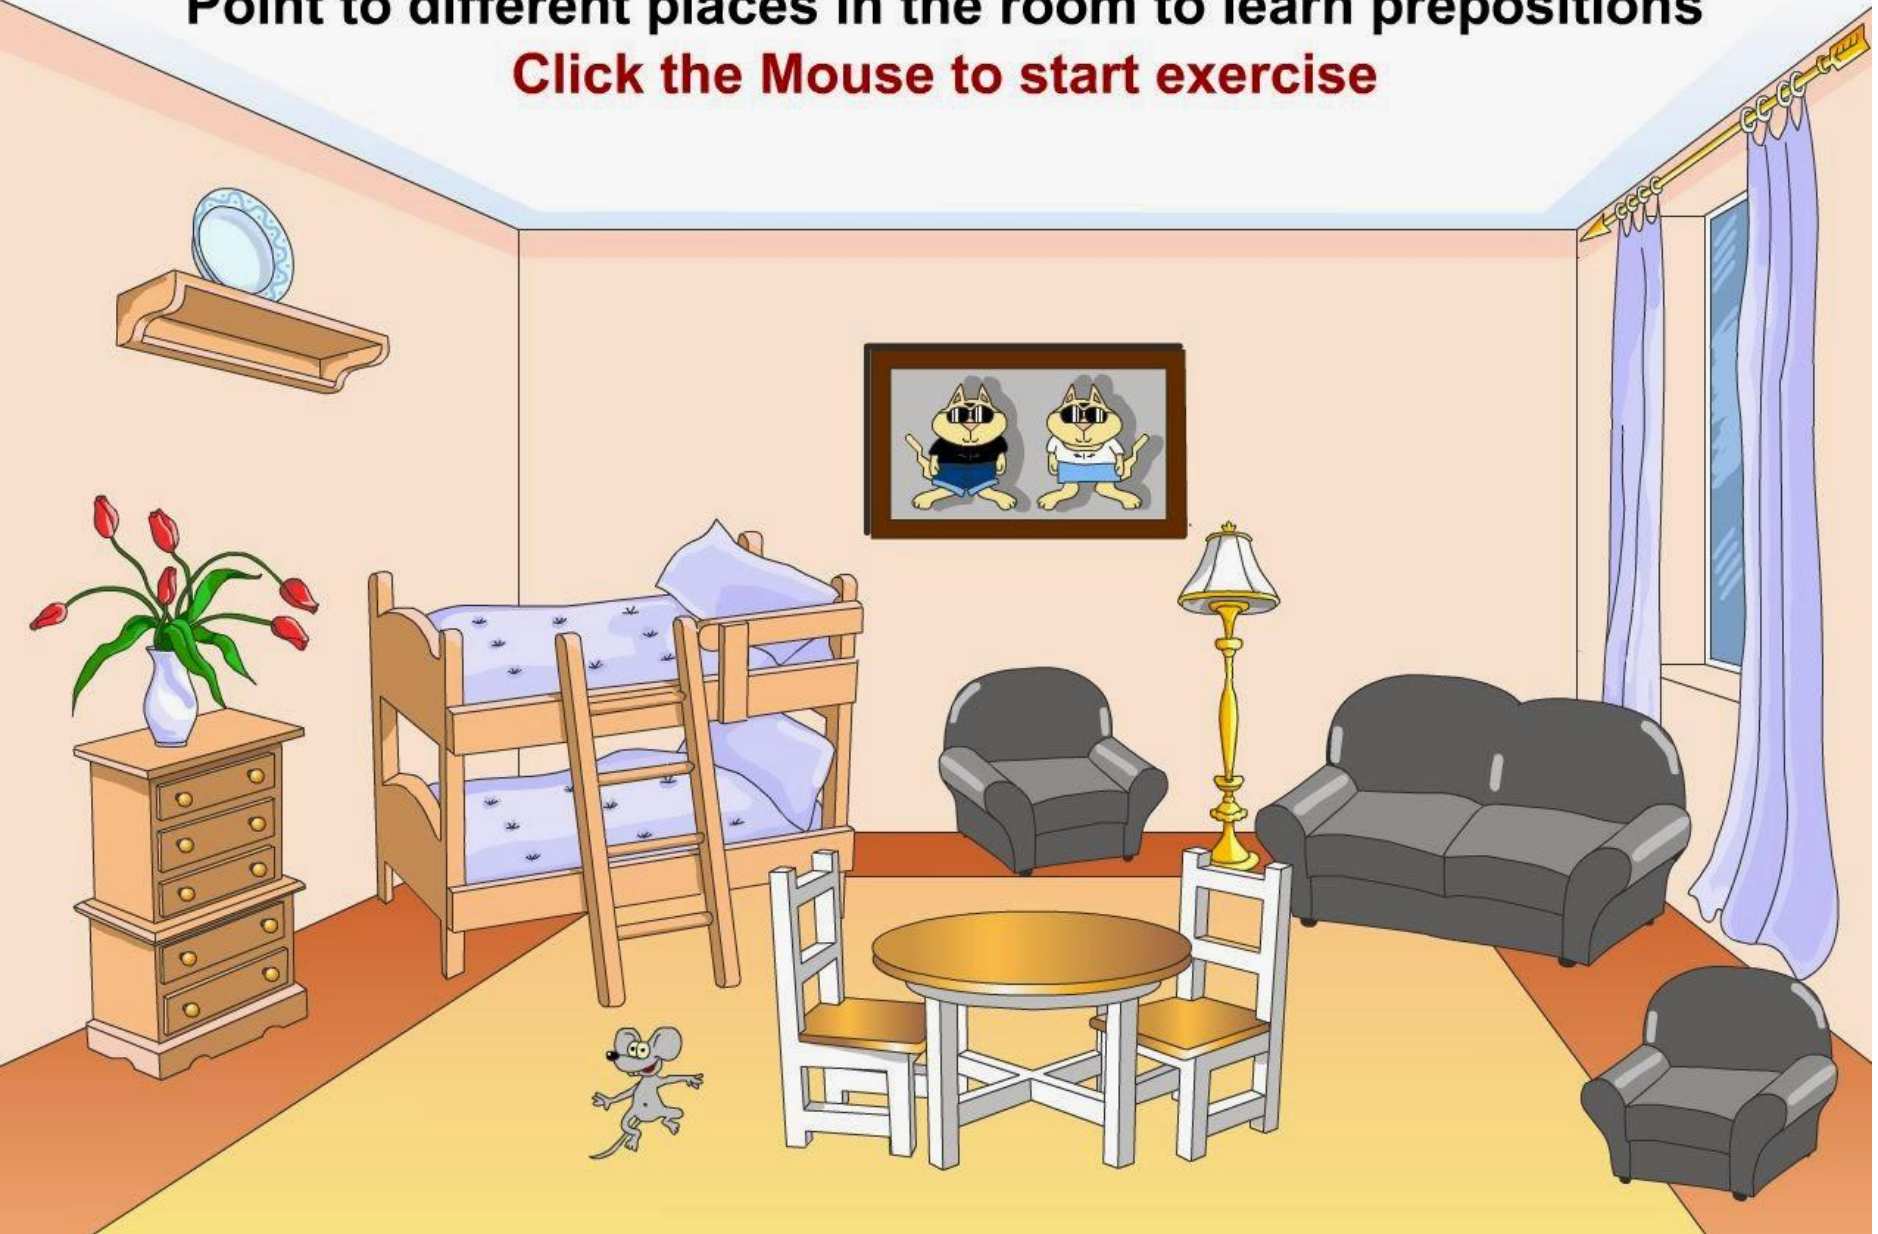 Point to different places in the room to learn prepositions
Click the Mouse to start exercise